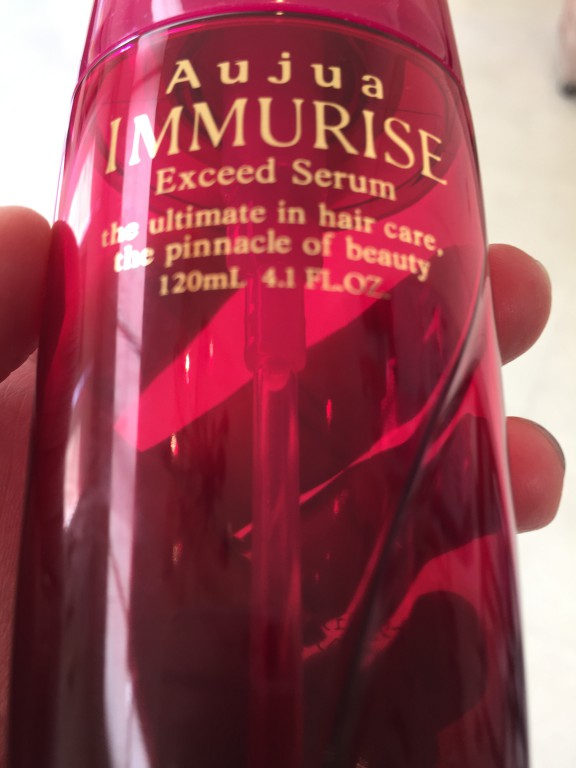 Aujua
IMMURISE
Exceed Serum
the ultimate in hair care,
the pinnacle of beauty
120mL 4.1 FL.OZ.